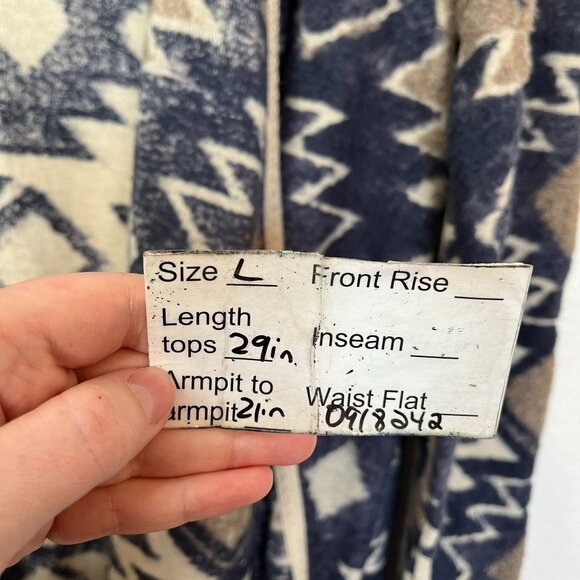 Size L
Length
tops 29in
Armpit to
armpit 21in
Front Rise
Inseam
Waist Flat
0918242